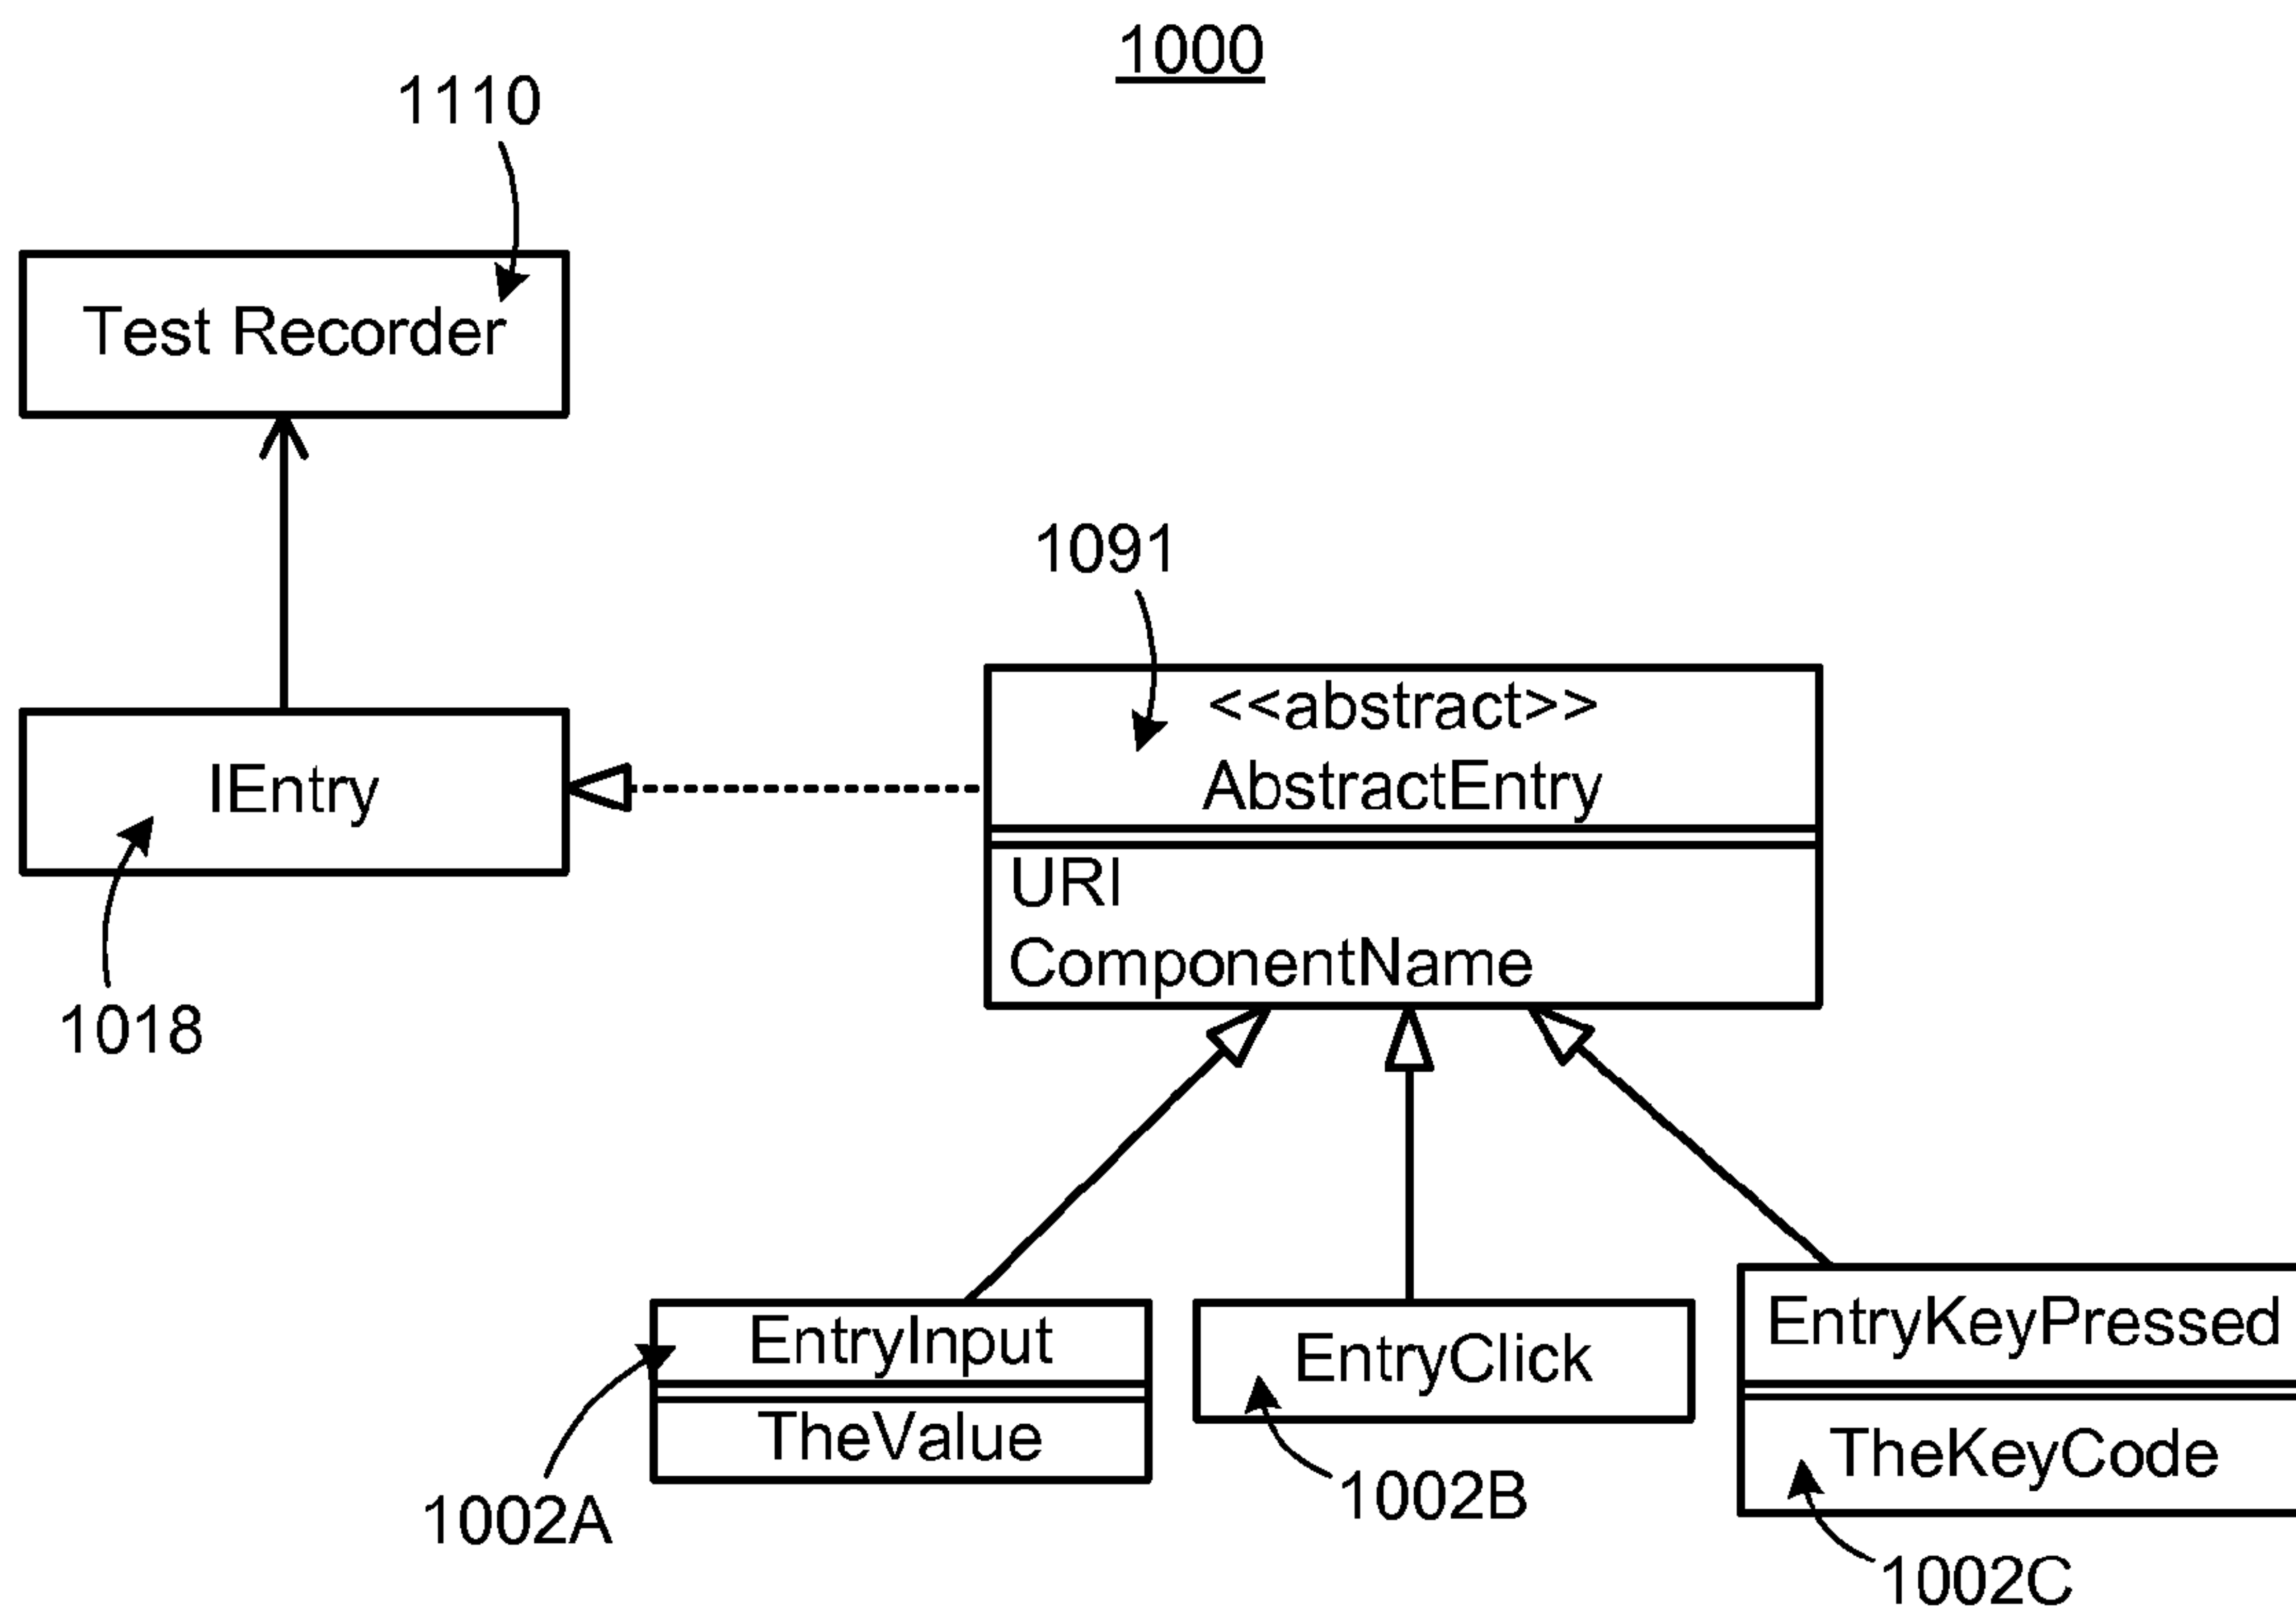 1000
1110
Test Recorder
1091
<<abstract>>
AbstractEntry
IEntry
URI
ComponentName
1018
EntryInput
TheValue
EntryClick
EntryKeyPressed
TheKeyCode
1002A
1002B
1002C